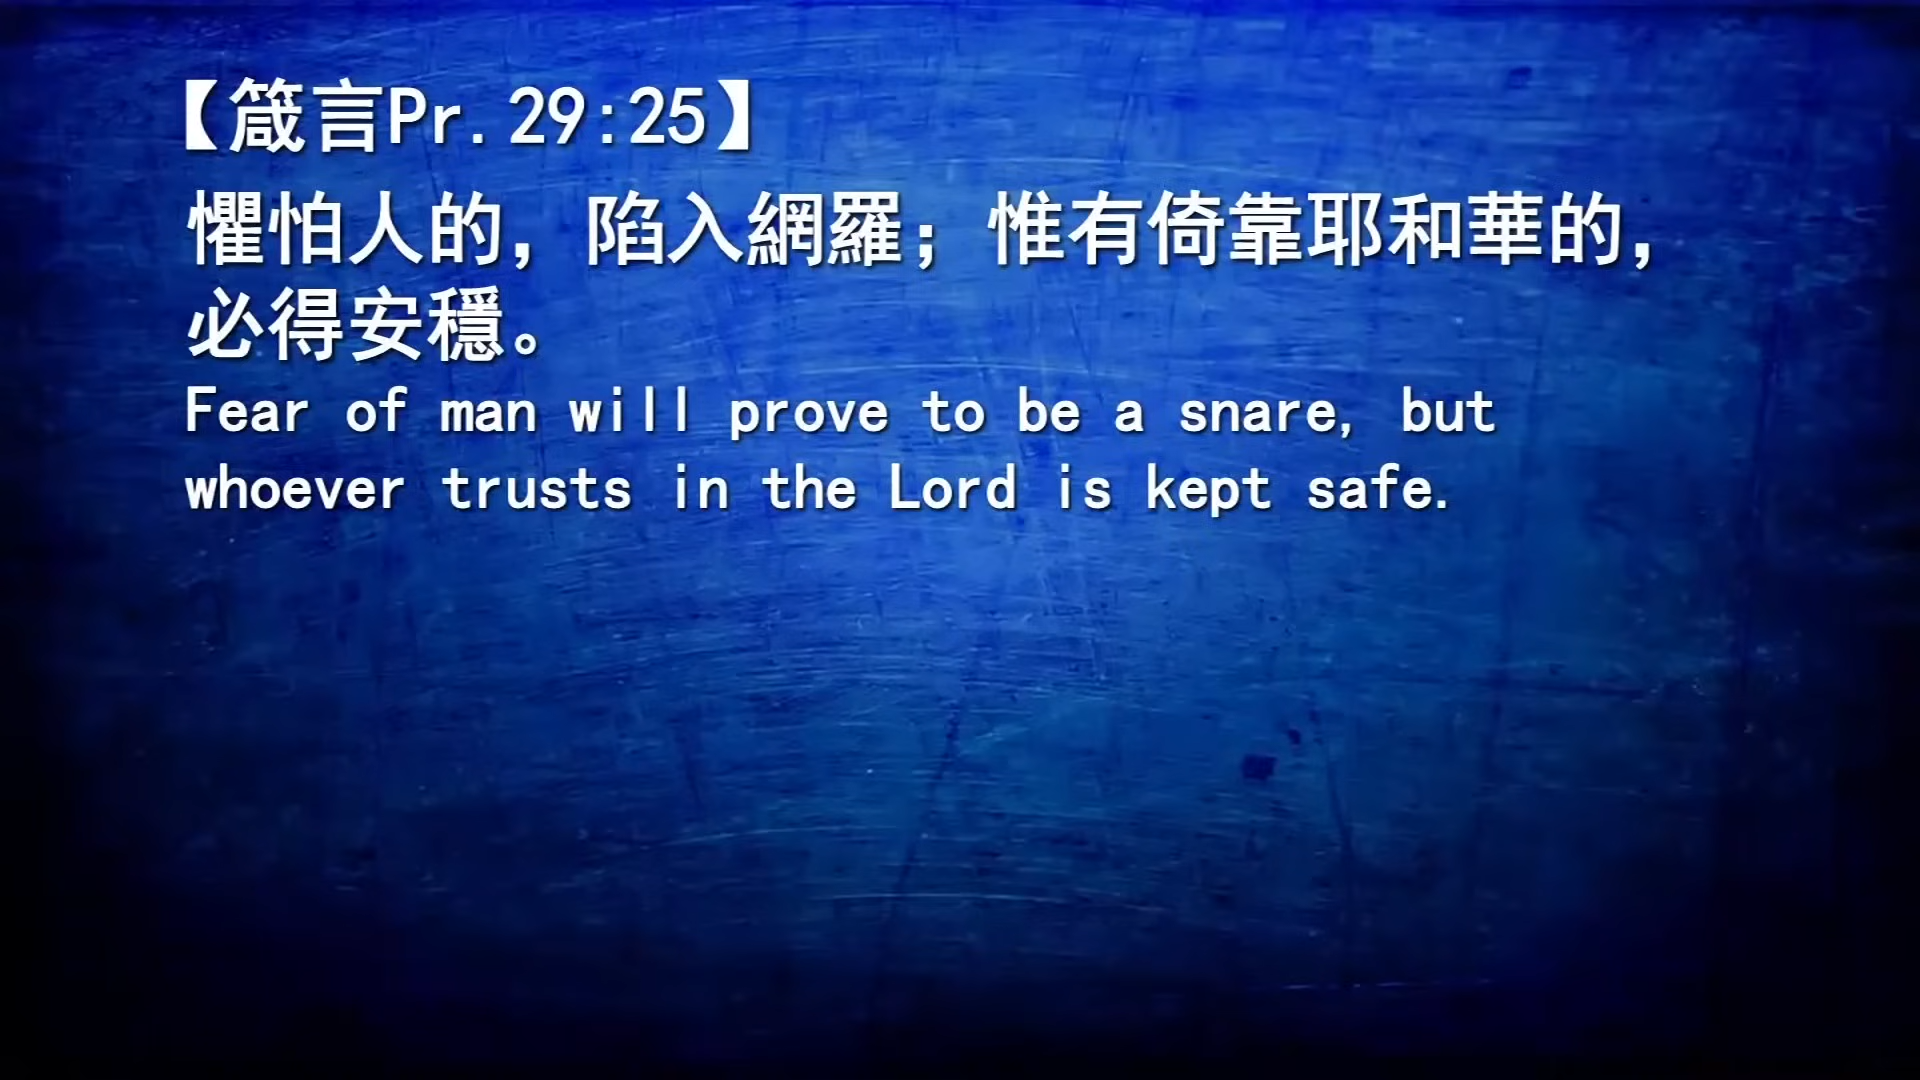 【箴言Pr.29:25】
懼怕人的，陷入網羅；惟有倚靠耶和華的，
必得安穩。
Fear of man will prove to be a snare, but
whoever trusts in the Lord is kept safe.